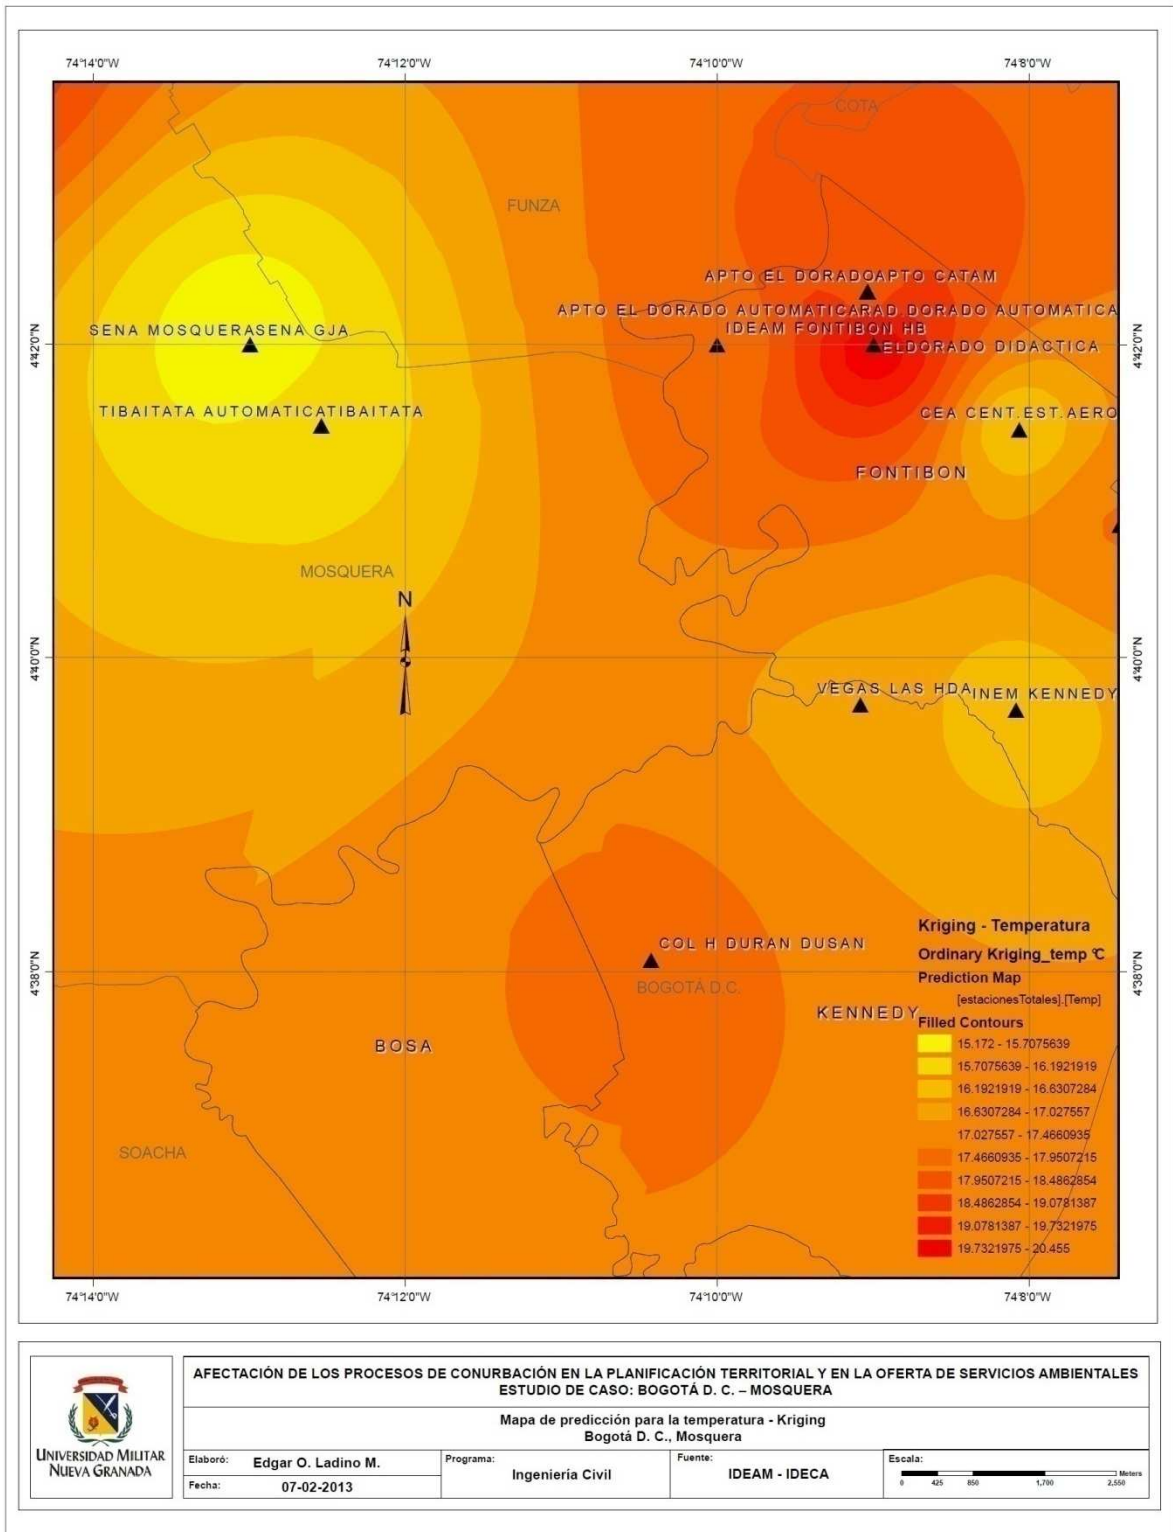 74°14'0"W 74°12'0"W 74°10'0"W 74°8'0"W
COTA
FUNZA
APTO EL DORADOAPTO CATAM
APTO EL DORADO AUTOMATICARAD. DORADO AUTOMATICA
IDEAM FONTIBON HB
4°42'0"N SENA MOSQUERASENA GJA ELDORADO DIDACTICA 4°42'0"N
TIBAITATA AUTOMATICATIBAITATA CEA CENT.EST.AERO
FONTIBON
MOSQUERA
N
4°40'0"N 4°40'0"N
VEGAS LAS HDA INEM KENNEDY
COL H DURAN DUSAN
4°38'0"N 4°38'0"N
BOGOTÁ D.C.
KENNEDY
BOSA
SOACHA
Kriging - Temperatura
Ordinary Kriging_temp °C
Prediction Map
[estacionesTotales].[Temp]
Filled Contours
15.172 - 15.7075639
15.7075639 - 16.1921919
16.1921919 - 16.6307284
16.6307284 - 17.027557
17.027557 - 17.4660935
17.4660935 - 17.9507215
17.9507215 - 18.4862854
18.4862854 - 19.0781387
19.0781387 - 19.7321975
19.7321975 - 20.455
74°14'0"W 74°12'0"W 74°10'0"W 74°8'0"W
UNIVERSIDAD MILITAR
NUEVA GRANADA
AFECTACIÓN DE LOS PROCESOS DE CONURBACIÓN EN LA PLANIFICACIÓN TERRITORIAL Y EN LA OFERTA DE SERVICIOS AMBIENTALES
ESTUDIO DE CASO: BOGOTÁ D. C. – MOSQUERA
Mapa de predicción para la temperatura - Kriging
Bogotá D. C., Mosquera
Elaboró: Edgar O. Ladino M.
Fecha: 07-02-2013
Programa: Ingeniería Civil
Fuente: IDEAM - IDECA
Escala:
Meters
0 425 850 1,700 2,550